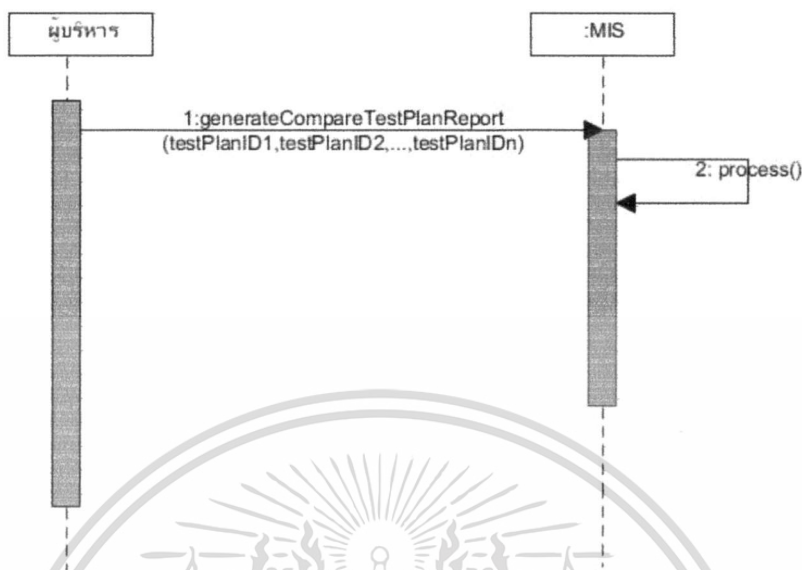 ผู้บริหาร
:MIS
1:generateCompareTestPlanReport
(testPlanID1,testPlanID2,...,testPlanIDn)
2: process()